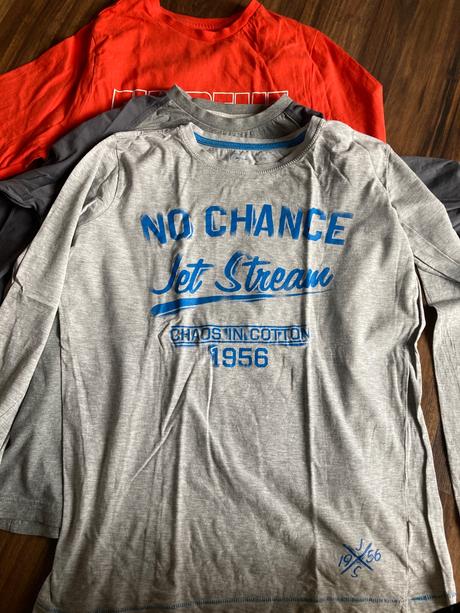 NO CHANCE
Jet Stream
CHAOS IN COTTON
1956
J
19 56
S